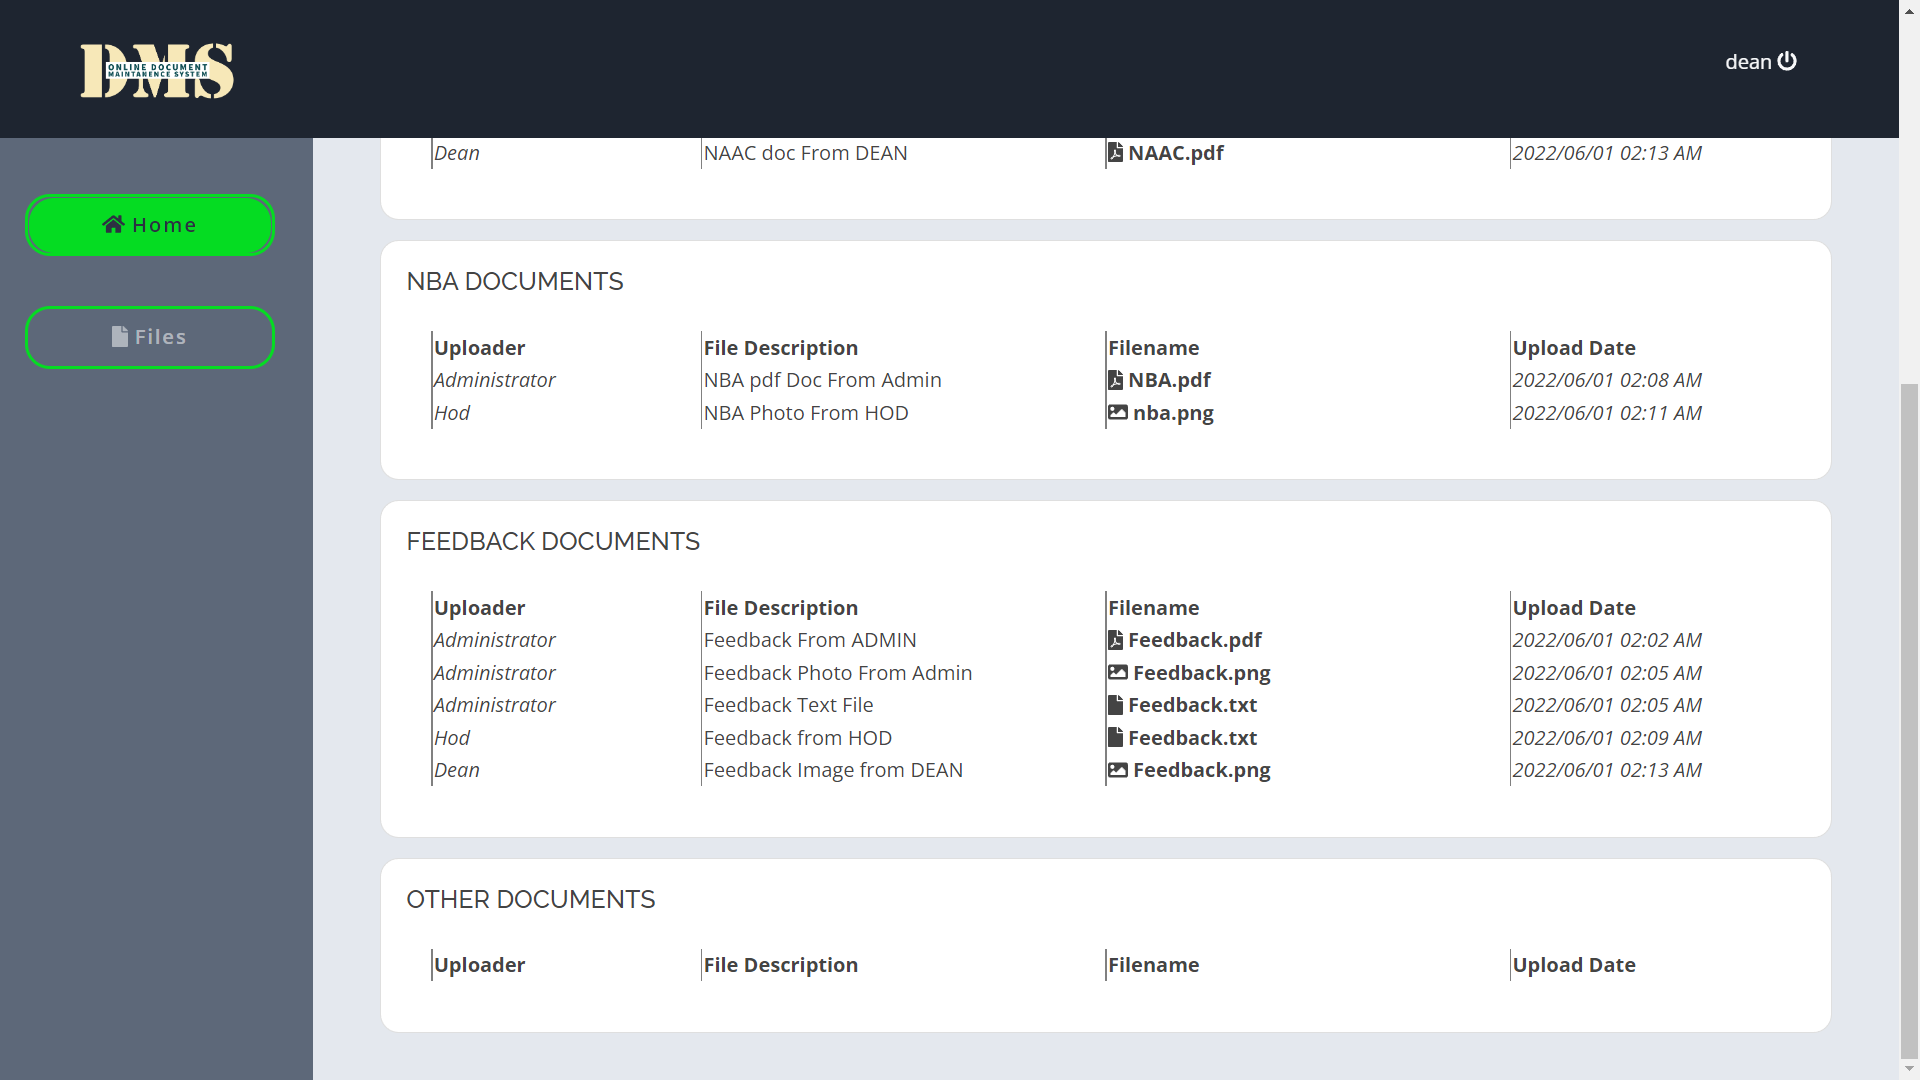 DMS
ONLINE DOCUMENT
MAINTANENCE SYSTEM
dean
Home
Files
Dean NAAC doc From DEAN NAAC.pdf 2022/06/01 02:13 AM
NBA DOCUMENTS
Uploader File Description Filename Upload Date
Administrator NBA pdf Doc From Admin NBA.pdf 2022/06/01 02:08 AM
Hod NBA Photo From HOD nba.png 2022/06/01 02:11 AM
FEEDBACK DOCUMENTS
Uploader File Description Filename Upload Date
Administrator Feedback From ADMIN Feedback.pdf 2022/06/01 02:02 AM
Administrator Feedback Photo From Admin Feedback.png 2022/06/01 02:05 AM
Administrator Feedback Text File Feedback.txt 2022/06/01 02:05 AM
Hod Feedback from HOD Feedback.txt 2022/06/01 02:09 AM
Dean Feedback Image from DEAN Feedback.png 2022/06/01 02:13 AM
OTHER DOCUMENTS
Uploader File Description Filename Upload Date